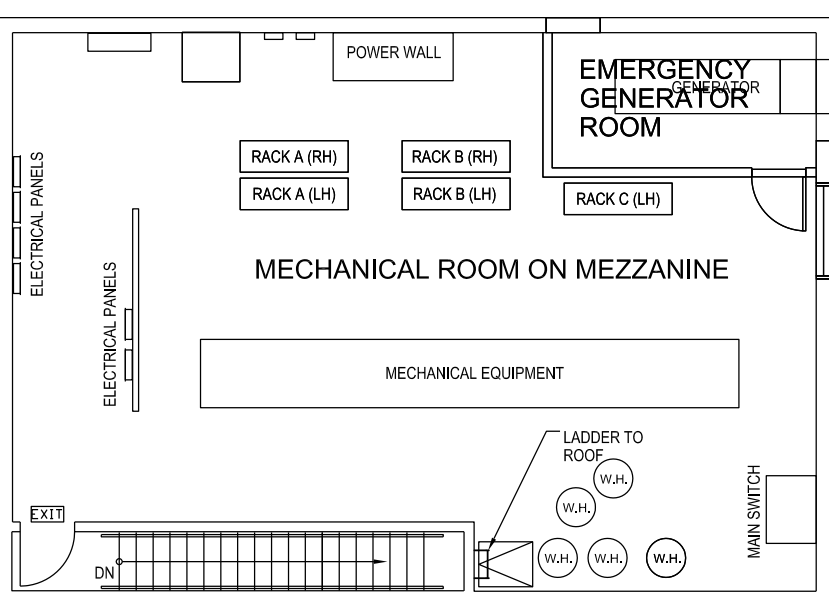 POWER WALL
EMERGENCY
GENERATOR
GENERATOR
ROOM
RACK A (RH)
RACK B (RH)
RACK A (LH)
RACK B (LH)
RACK C (LH)
ELECTRICAL PANELS
MECHANICAL ROOM ON MEZZANINE
ELECTRICAL PANELS
MECHANICAL EQUIPMENT
LADDER TO
ROOF
W.H.
W.H.
MAIN SWITCH
EXIT
DN
W.H.
W.H.
W.H.